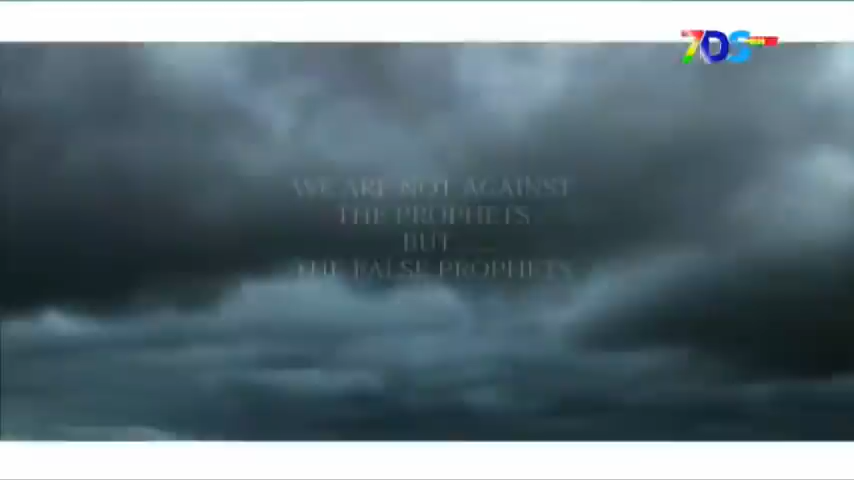 7DS
WE ARE NOT AGAINST
THE PROPHETS
BUT
THE FALSE PROPHETS